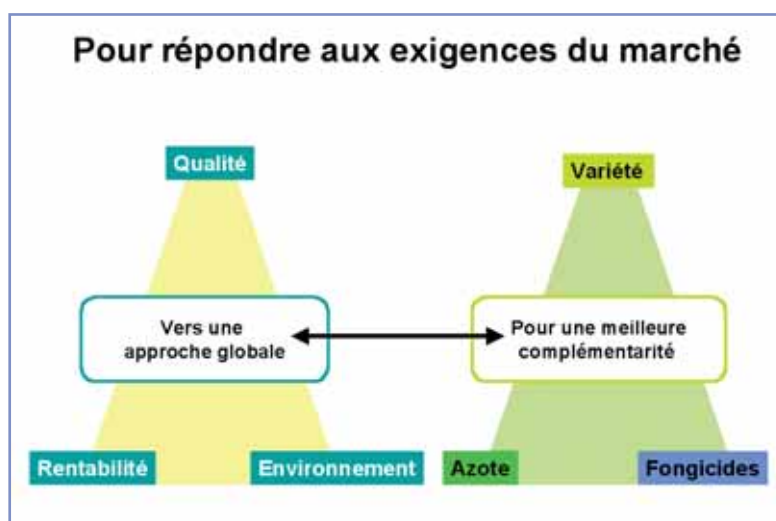 Pour répondre aux exigences du marché
Qualité
Variété
Vers une
approche globale
Pour une meilleure
complémentarité
Rentabilité
Environnement
Azote
Fongicides